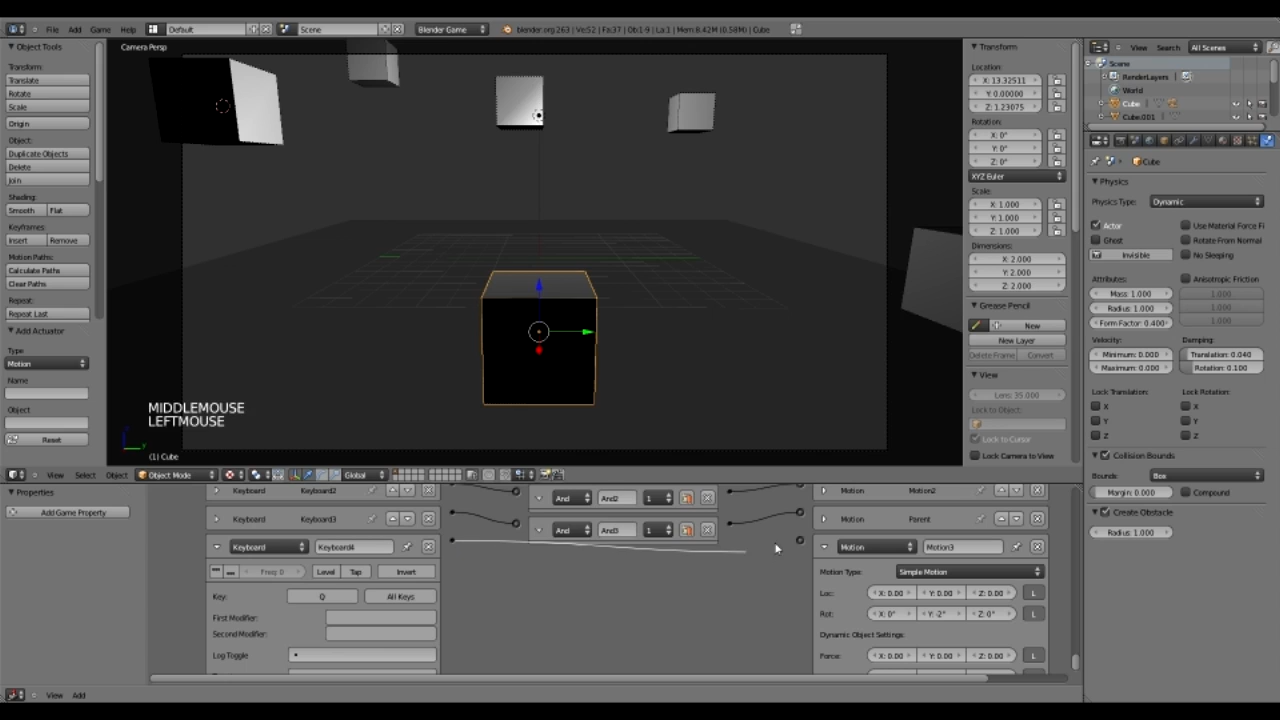 File Add Game Help Default Scene Blender Game blender.org 263 | Ve:52 | Fa:37 | Ob:1-9 | La:1 | Mem:8.42M (0.58M) | Cube
Object Tools
Transform:
Translate
Rotate
Scale
Origin
Object:
Duplicate Objects
Delete
Join
Shading:
Smooth Flat
Keyframes:
Insert Remove
Motion Paths:
Calculate Paths
Clear Paths
Repeat:
Repeat Last
Add Actuator
Type
Motion
Name
Object
Reset
Camera Persp
MIDDLEMOUSE
LEFTMOUSE
(1) Cube
Transform
Location:
X: 13.32511
Y: 0.00000
Z: 1.23075
Rotation:
X: 0°
Y: 0°
Z: 0°
XYZ Euler
Scale:
X: 1.000
Y: 1.000
Z: 1.000
Dimensions:
X: 2.000
Y: 2.000
Z: 2.000
Grease Pencil
New
New Layer
Delete Frame Convert
View
Lens: 35.000
Lock to Object:
Lock to Cursor
Lock Camera to View
View Search All Scenes
Scene
RenderLayers
World
Cube
Cube.001
Cube
Physics
Physics Type: Dynamic
Actor Use Material Force Fi
Ghost Rotate From Normal
Invisible No Sleeping
Attributes: Anisotropic Friction
Mass: 1.000 1.000
Radius: 1.000 1.000
Form Factor: 0.400 1.000
Velocity: Damping:
Minimum: 0.000 Translation: 0.040
Maximum: 0.000 Rotation: 0.100
Lock Translation: Lock Rotation:
X X
Y Y
Z Z
Collision Bounds
Bounds: Box
Margin: 0.000 Compound
Create Obstacle
Radius: 1.000
View Select Object Object Mode Global
Properties
Add Game Property
Keyboard Keyboard2 And And2 1 Motion Motion2
Keyboard Keyboard3 And And3 1 Motion Parent
Keyboard Keyboard4 Motion Motion3
Freq: 0 Level Tap Invert
Key: Q All Keys
First Modifier:
Second Modifier:
Log Toggle
Motion Type: Simple Motion
Loc: X: 0.00 Y: 0.00 Z: 0.00 L
Rot: X: 0° Y: -2° Z: 0° L
Dynamic Object Settings:
Force: X: 0.00 Y: 0.00 Z: 0.00 L
View Add